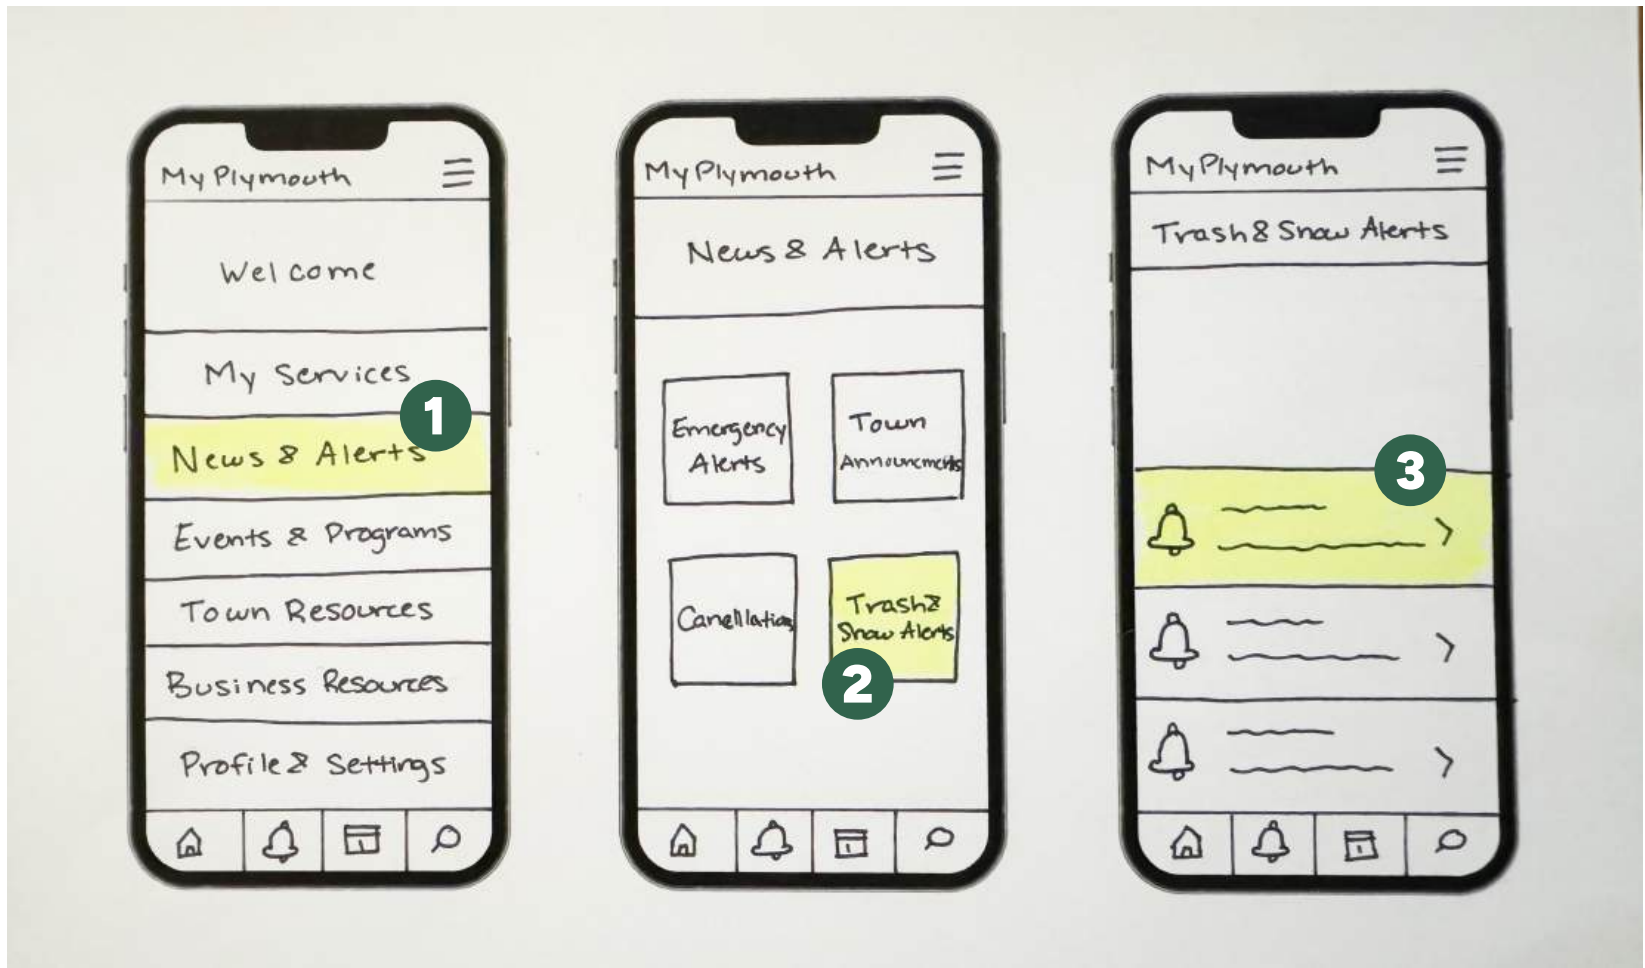 My Plymouth
Welcome
My Services
1
News & Alerts
Events & Programs
Town Resources
Business Resources
Profile & Settings
My Plymouth
News & Alerts
Emergency
Alerts
Town
Announcements
Canellations
Trash &
Snow Alerts
2
My Plymouth
Trash & Snow Alerts
3